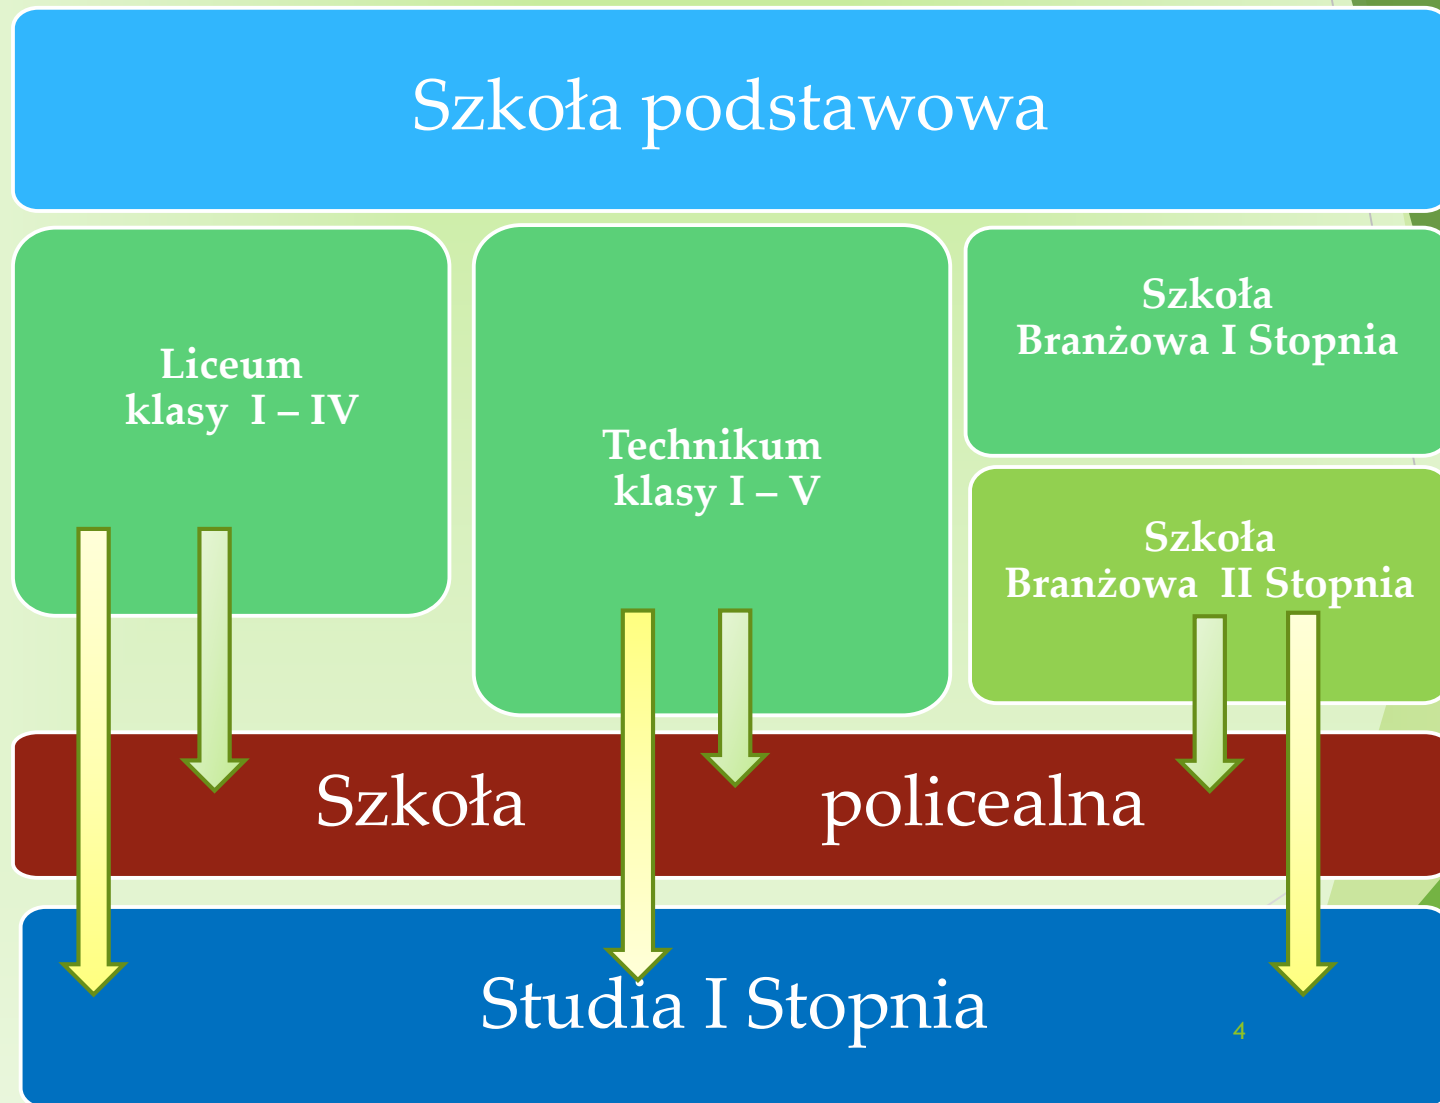 Szkoła podstawowa
Liceum
klasy I – IV
Technikum
klasy I – V
Szkoła
Branżowa I Stopnia
Szkoła
Branżowa II Stopnia
Szkoła policealna
Studia I Stopnia
4